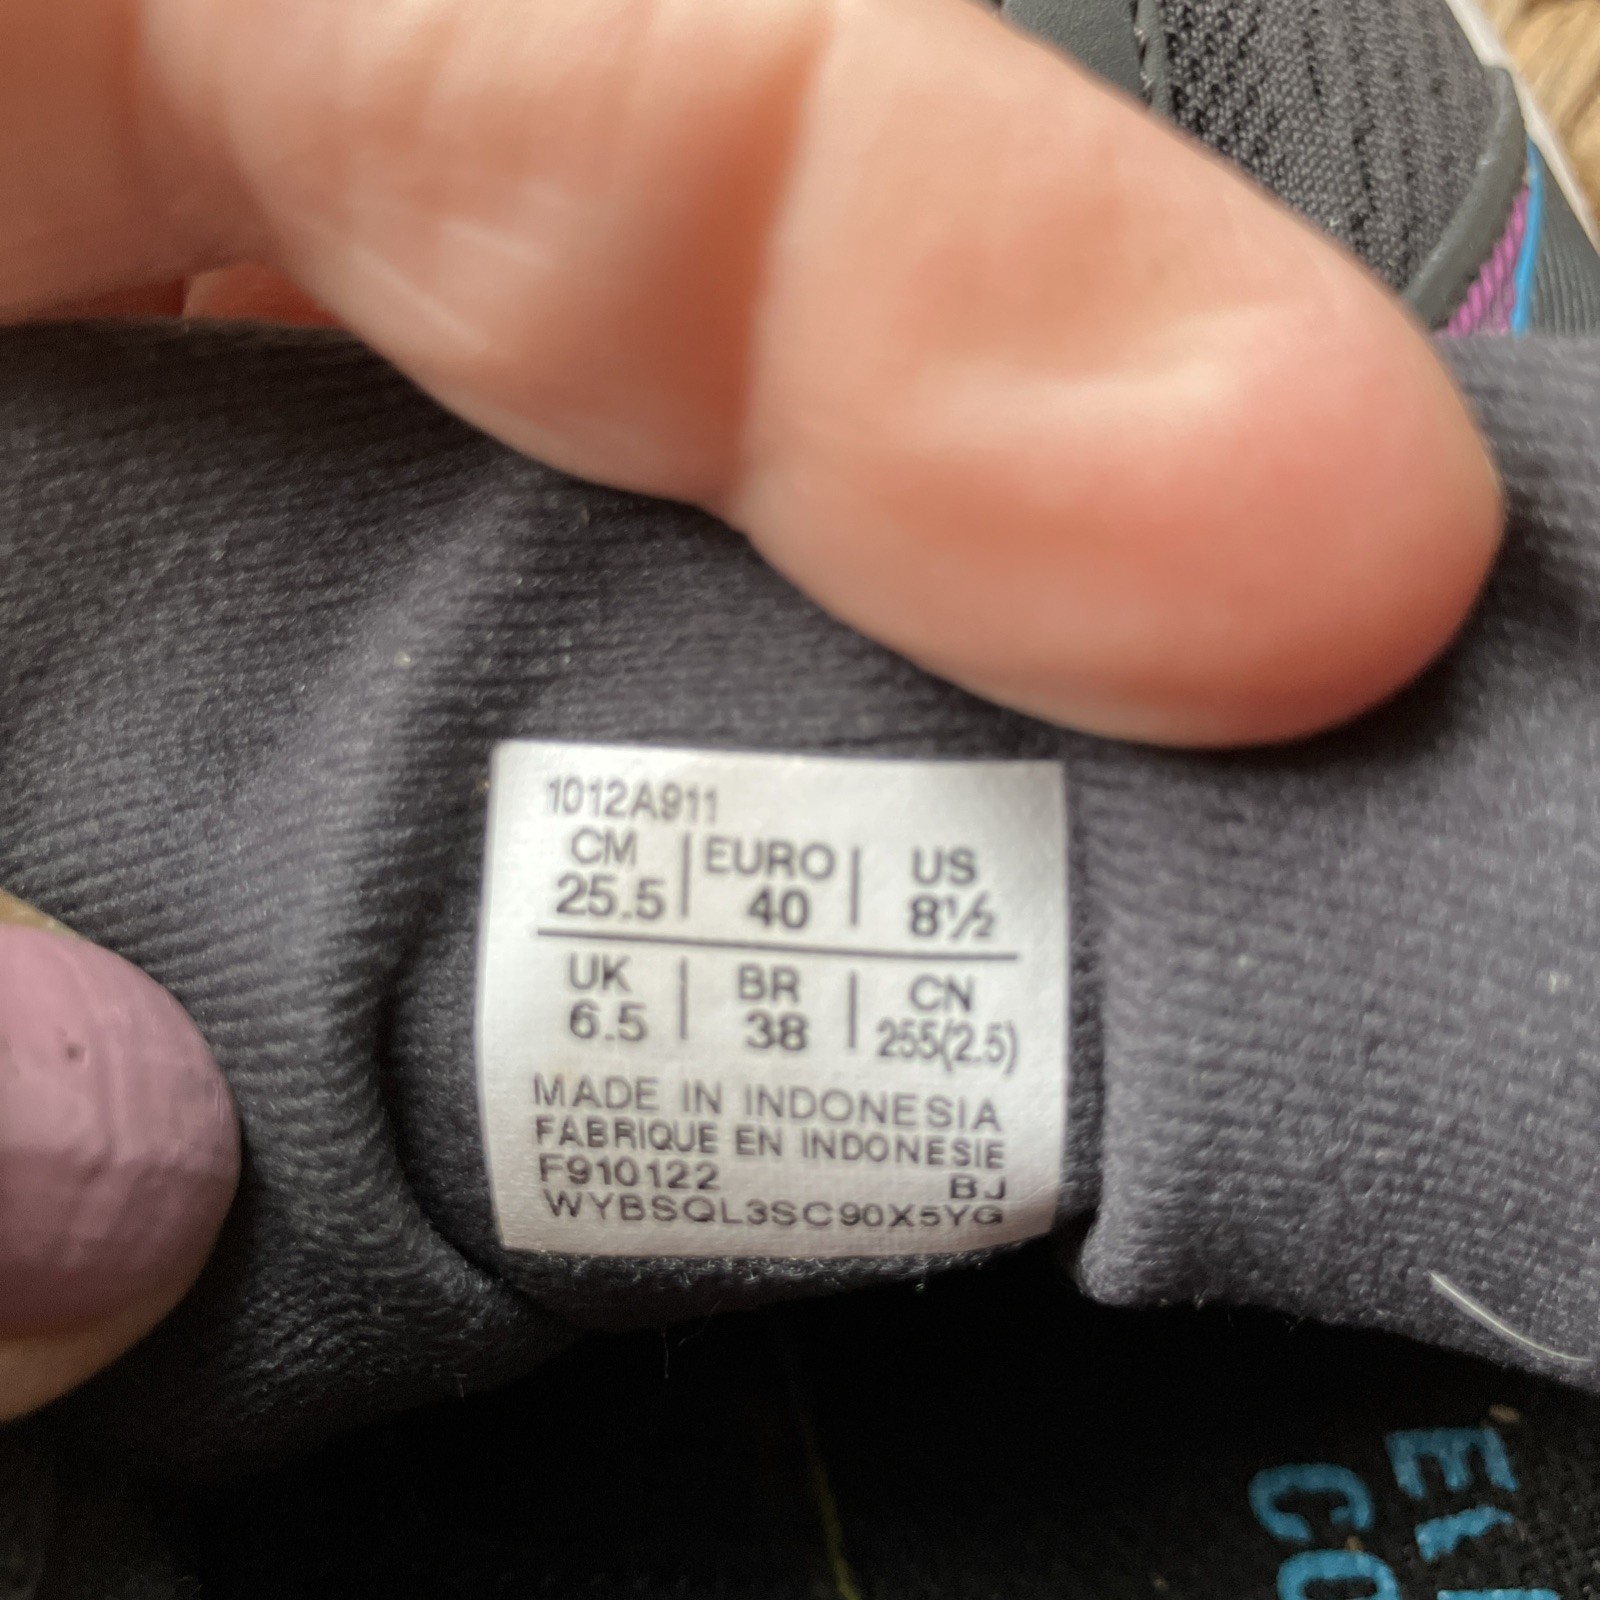 1012A911
CM | EURO | US
25.5 | 40 | 8½
UK | BR | CN
6.5 | 38 | 255(2.5)
MADE IN INDONESIA
FABRIQUE EN INDONESIE
F910122 BJ
WYBSQL3SC90X5YG